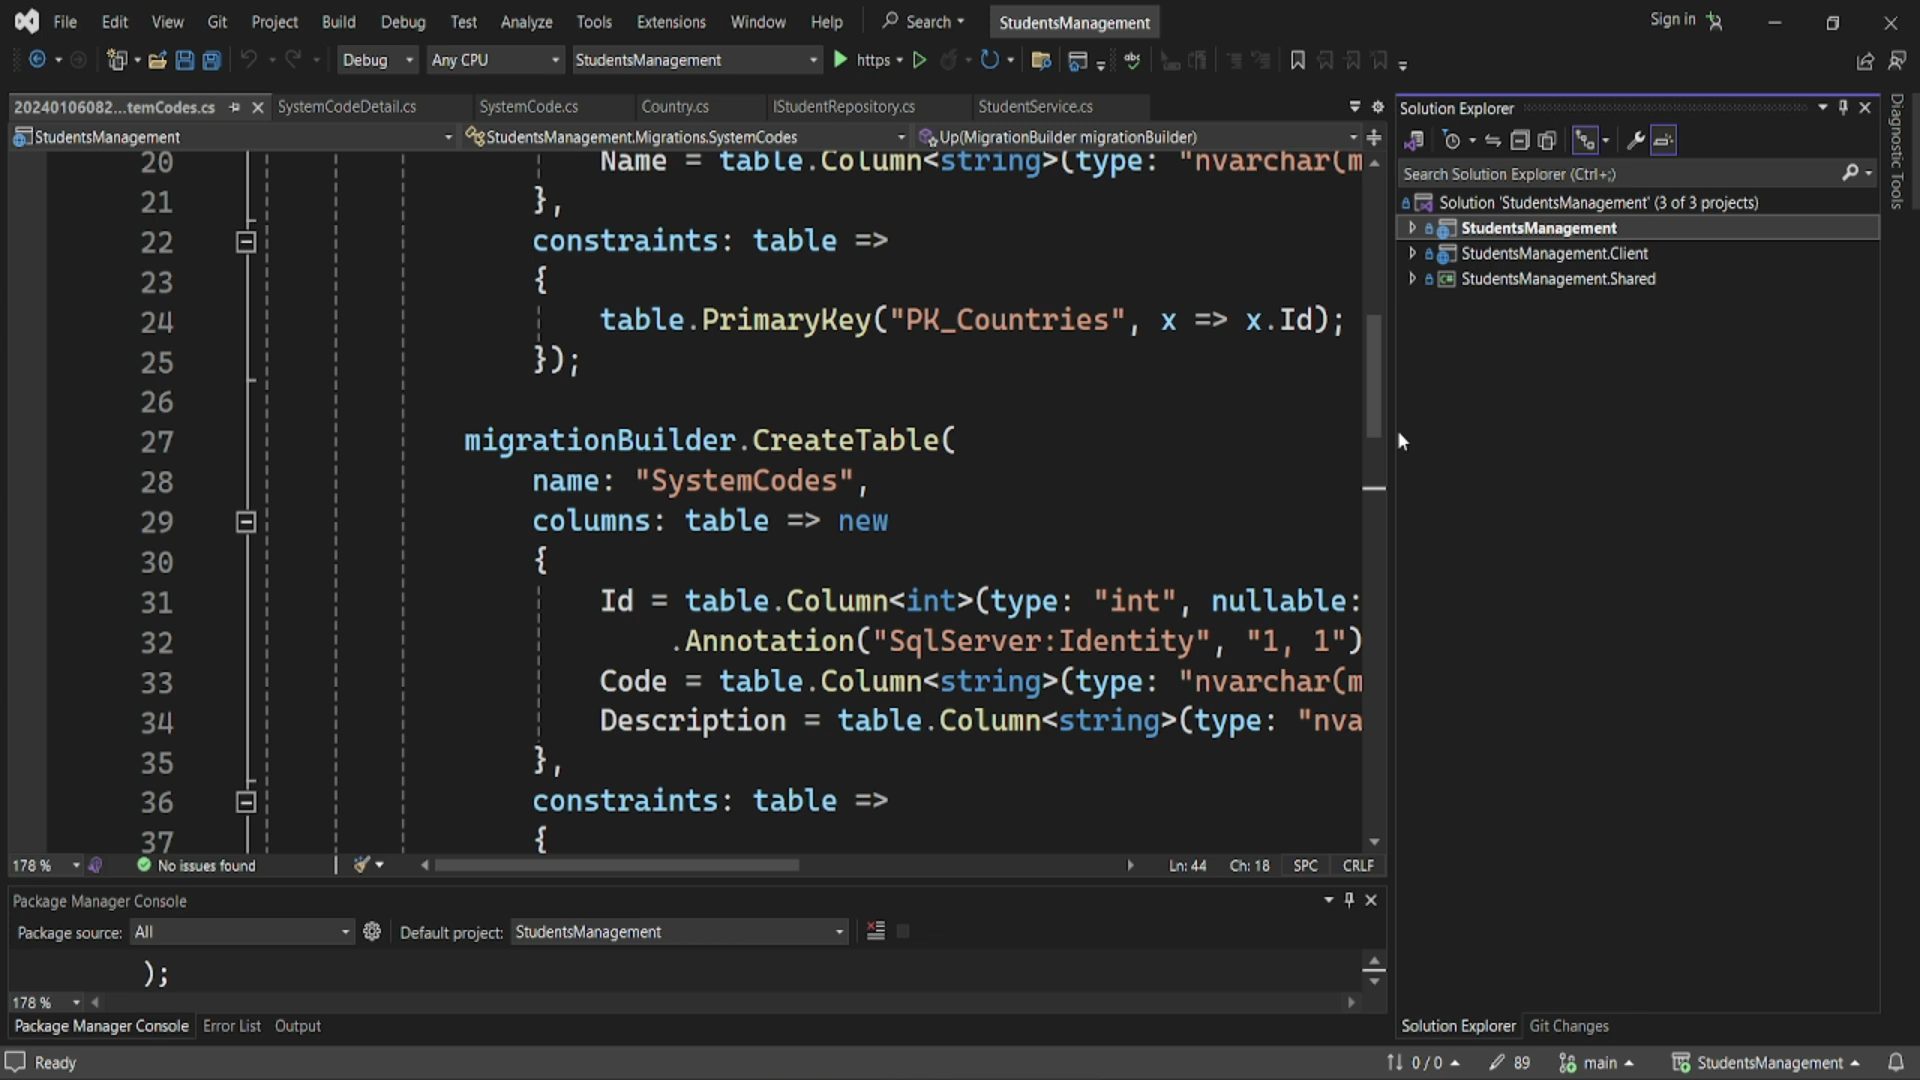 File Edit View Git Project Build Debug Test Analyze Tools Extensions Window Help Search StudentsManagement Sign in
Debug Any CPU StudentsManagement https
20240106082...temCodes.cs SystemCodeDetail.cs SystemCode.cs Country.cs IStudentRepository.cs StudentService.cs
StudentsManagement StudentsManagement.Migrations.SystemCodes Up(MigrationBuilder migrationBuilder)
20 Name = table.Column<string>(type: "nvarchar(m
21 },
22 constraints: table =>
23 {
24 table.PrimaryKey("PK_Countries", x => x.Id);
25 });
26
27 migrationBuilder.CreateTable(
28 name: "SystemCodes",
29 columns: table => new
30 {
31 Id = table.Column<int>(type: "int", nullable:
32 .Annotation("SqlServer:Identity", "1, 1")
33 Code = table.Column<string>(type: "nvarchar(m
34 Description = table.Column<string>(type: "nva
35 },
36 constraints: table =>
37 {
178 % No issues found Ln: 44 Ch: 18 SPC CRLF
Package Manager Console
Package source: All Default project: StudentsManagement
);
178 %
Package Manager Console Error List Output
Solution Explorer
Search Solution Explorer (Ctrl+;)
Solution 'StudentsManagement' (3 of 3 projects)
StudentsManagement
StudentsManagement.Client
C# StudentsManagement.Shared
Solution Explorer Git Changes
Diagnostic Tools
Ready 0 / 0 89 main StudentsManagement